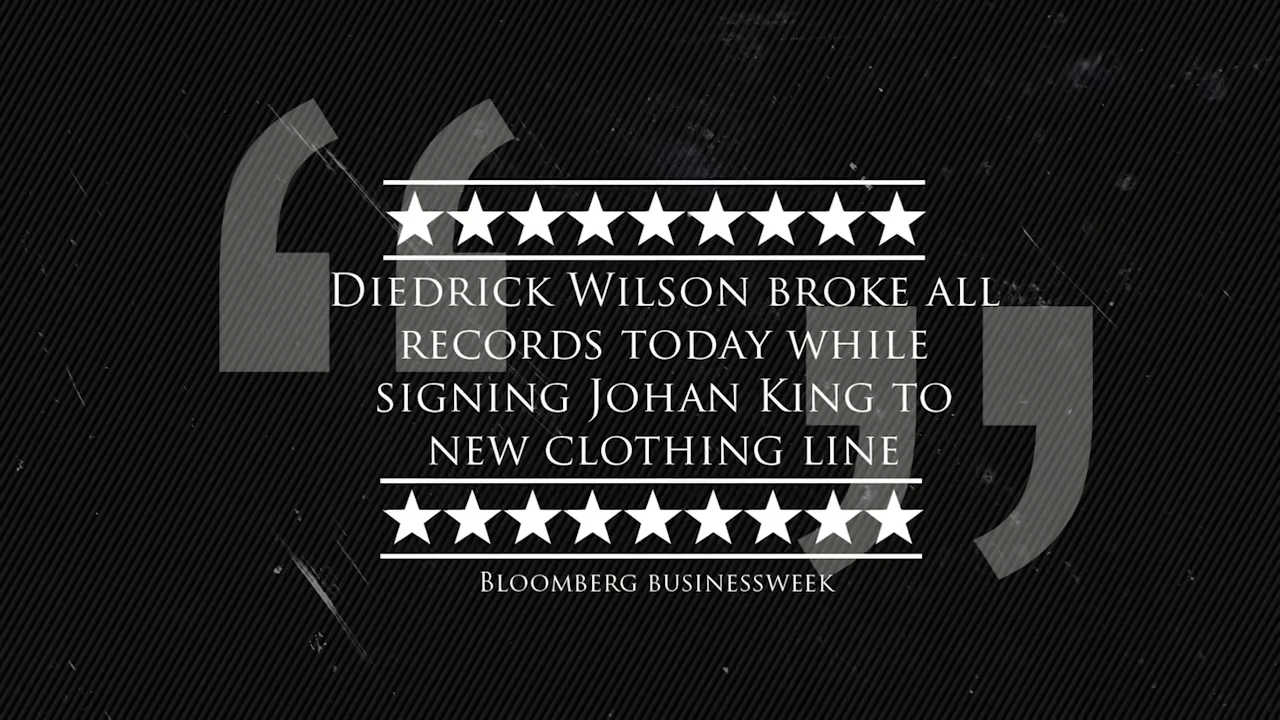 Diedrick Wilson broke all
records today while
signing Johan King to
new clothing line
Bloomberg businessweek